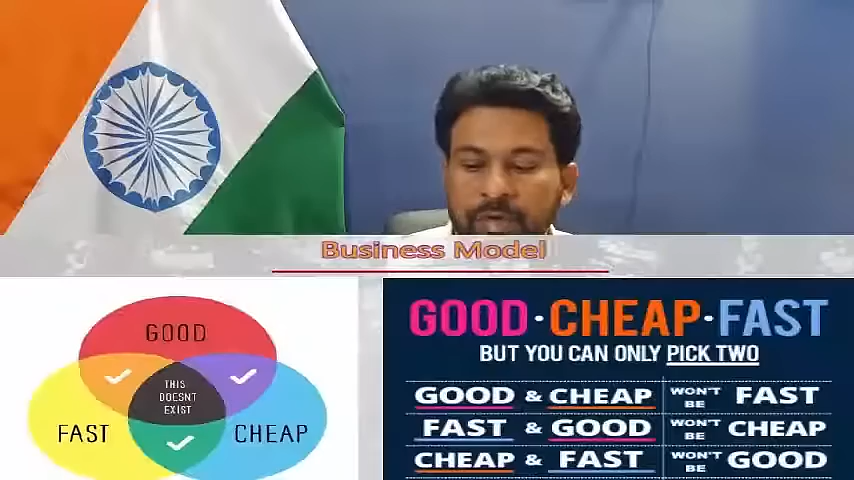 Business Model
GOOD
THIS
DOESNT
EXIST
FAST
CHEAP
GOOD · CHEAP · FAST
BUT YOU CAN ONLY PICK TWO
GOOD & CHEAP WON'T BE FAST
FAST & GOOD WON'T BE CHEAP
CHEAP & FAST WON'T BE GOOD